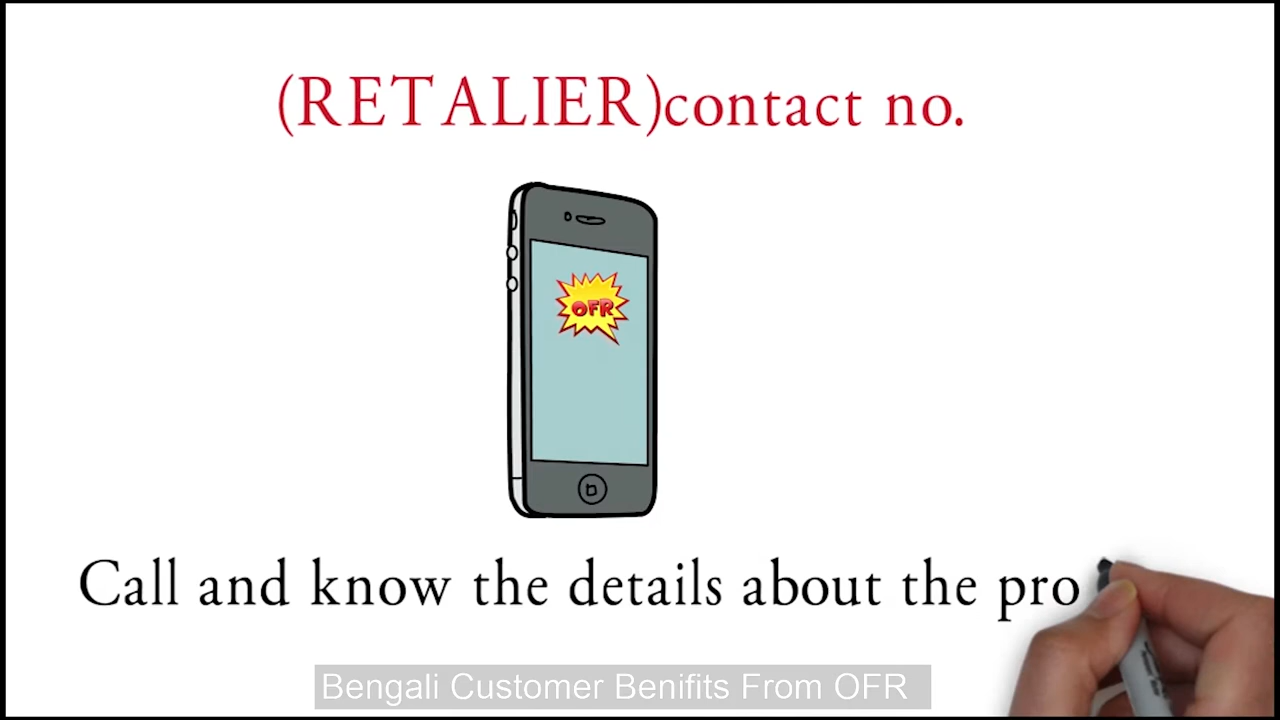 (RETALIER)contact no.
OFR
Call and know the details about the pro
Bengali Customer Benifits From OFR